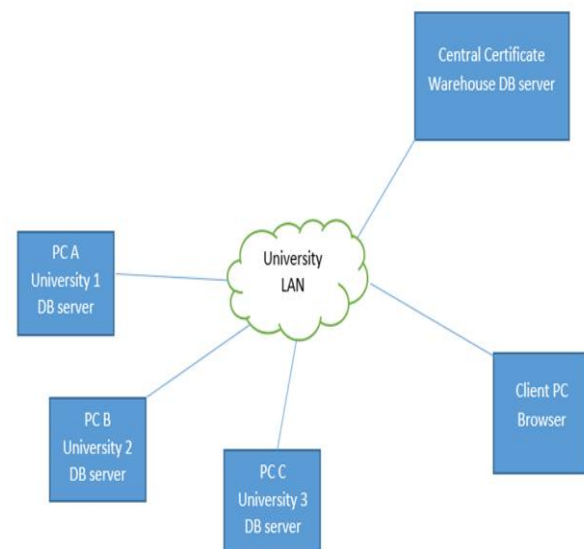 Central Certificate
Warehouse DB server
University
LAN
PC A
University 1
DB server
PC B
University 2
DB server
PC C
University 3
DB server
Client PC
Browser